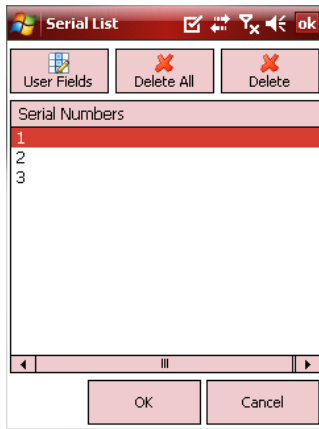 Serial List ok
User Fields Delete All Delete
Serial Numbers
1
2
3
OK Cancel